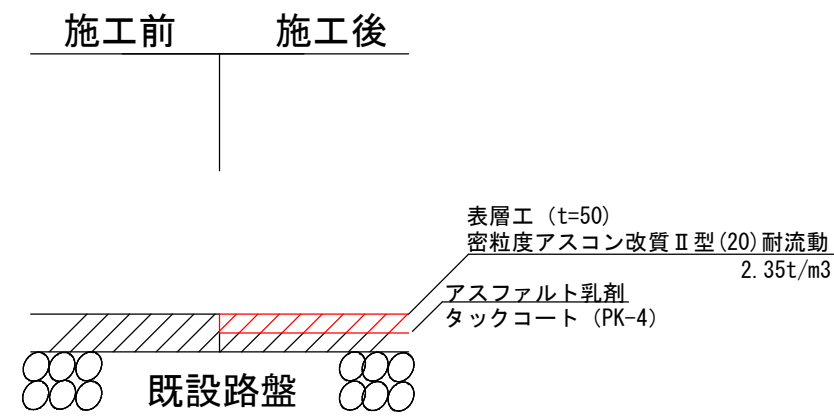 施工前 施工後
表層工 (t=50)
密粒度アスコン改質Ⅱ型(20)耐流動
2.35t/m3
アスファルト乳剤
タックコート (PK-4)
既設路盤